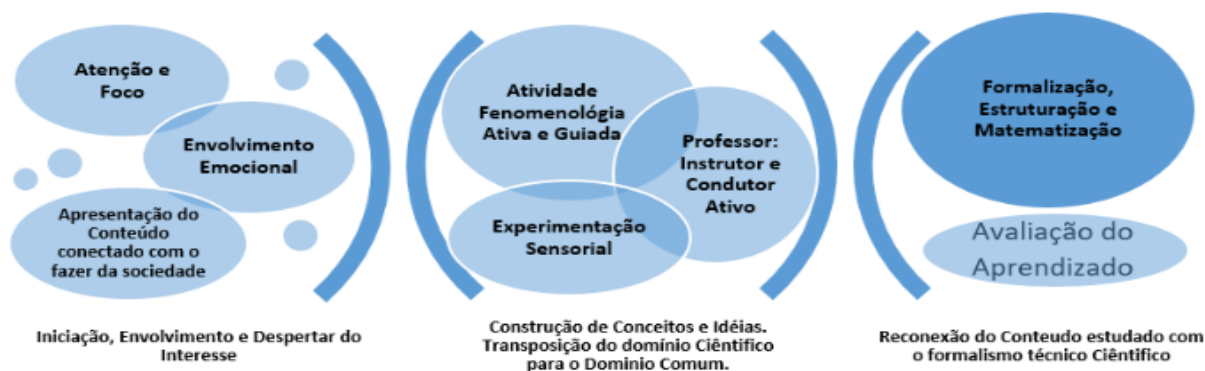 Atenção e
Foco
Envolvimento
Emocional
Apresentação do
Conteúdo
conectado com o
fazer da sociedade
Iniciação, Envolvimento e Despertar do
Interesse
Atividade
Fenomenológia
Ativa e Guiada
Professor:
Instrutor e
Condutor
Ativo
Experimentação
Sensorial
Construção de Conceitos e Idéias.
Transposição do domínio Ciêntifico
para o Dominio Comum.
Formalização,
Estruturação e
Matematização
Avaliação do
Aprendizado
Reconexão do Conteudo estudado com
o formalismo técnico Ciêntifico